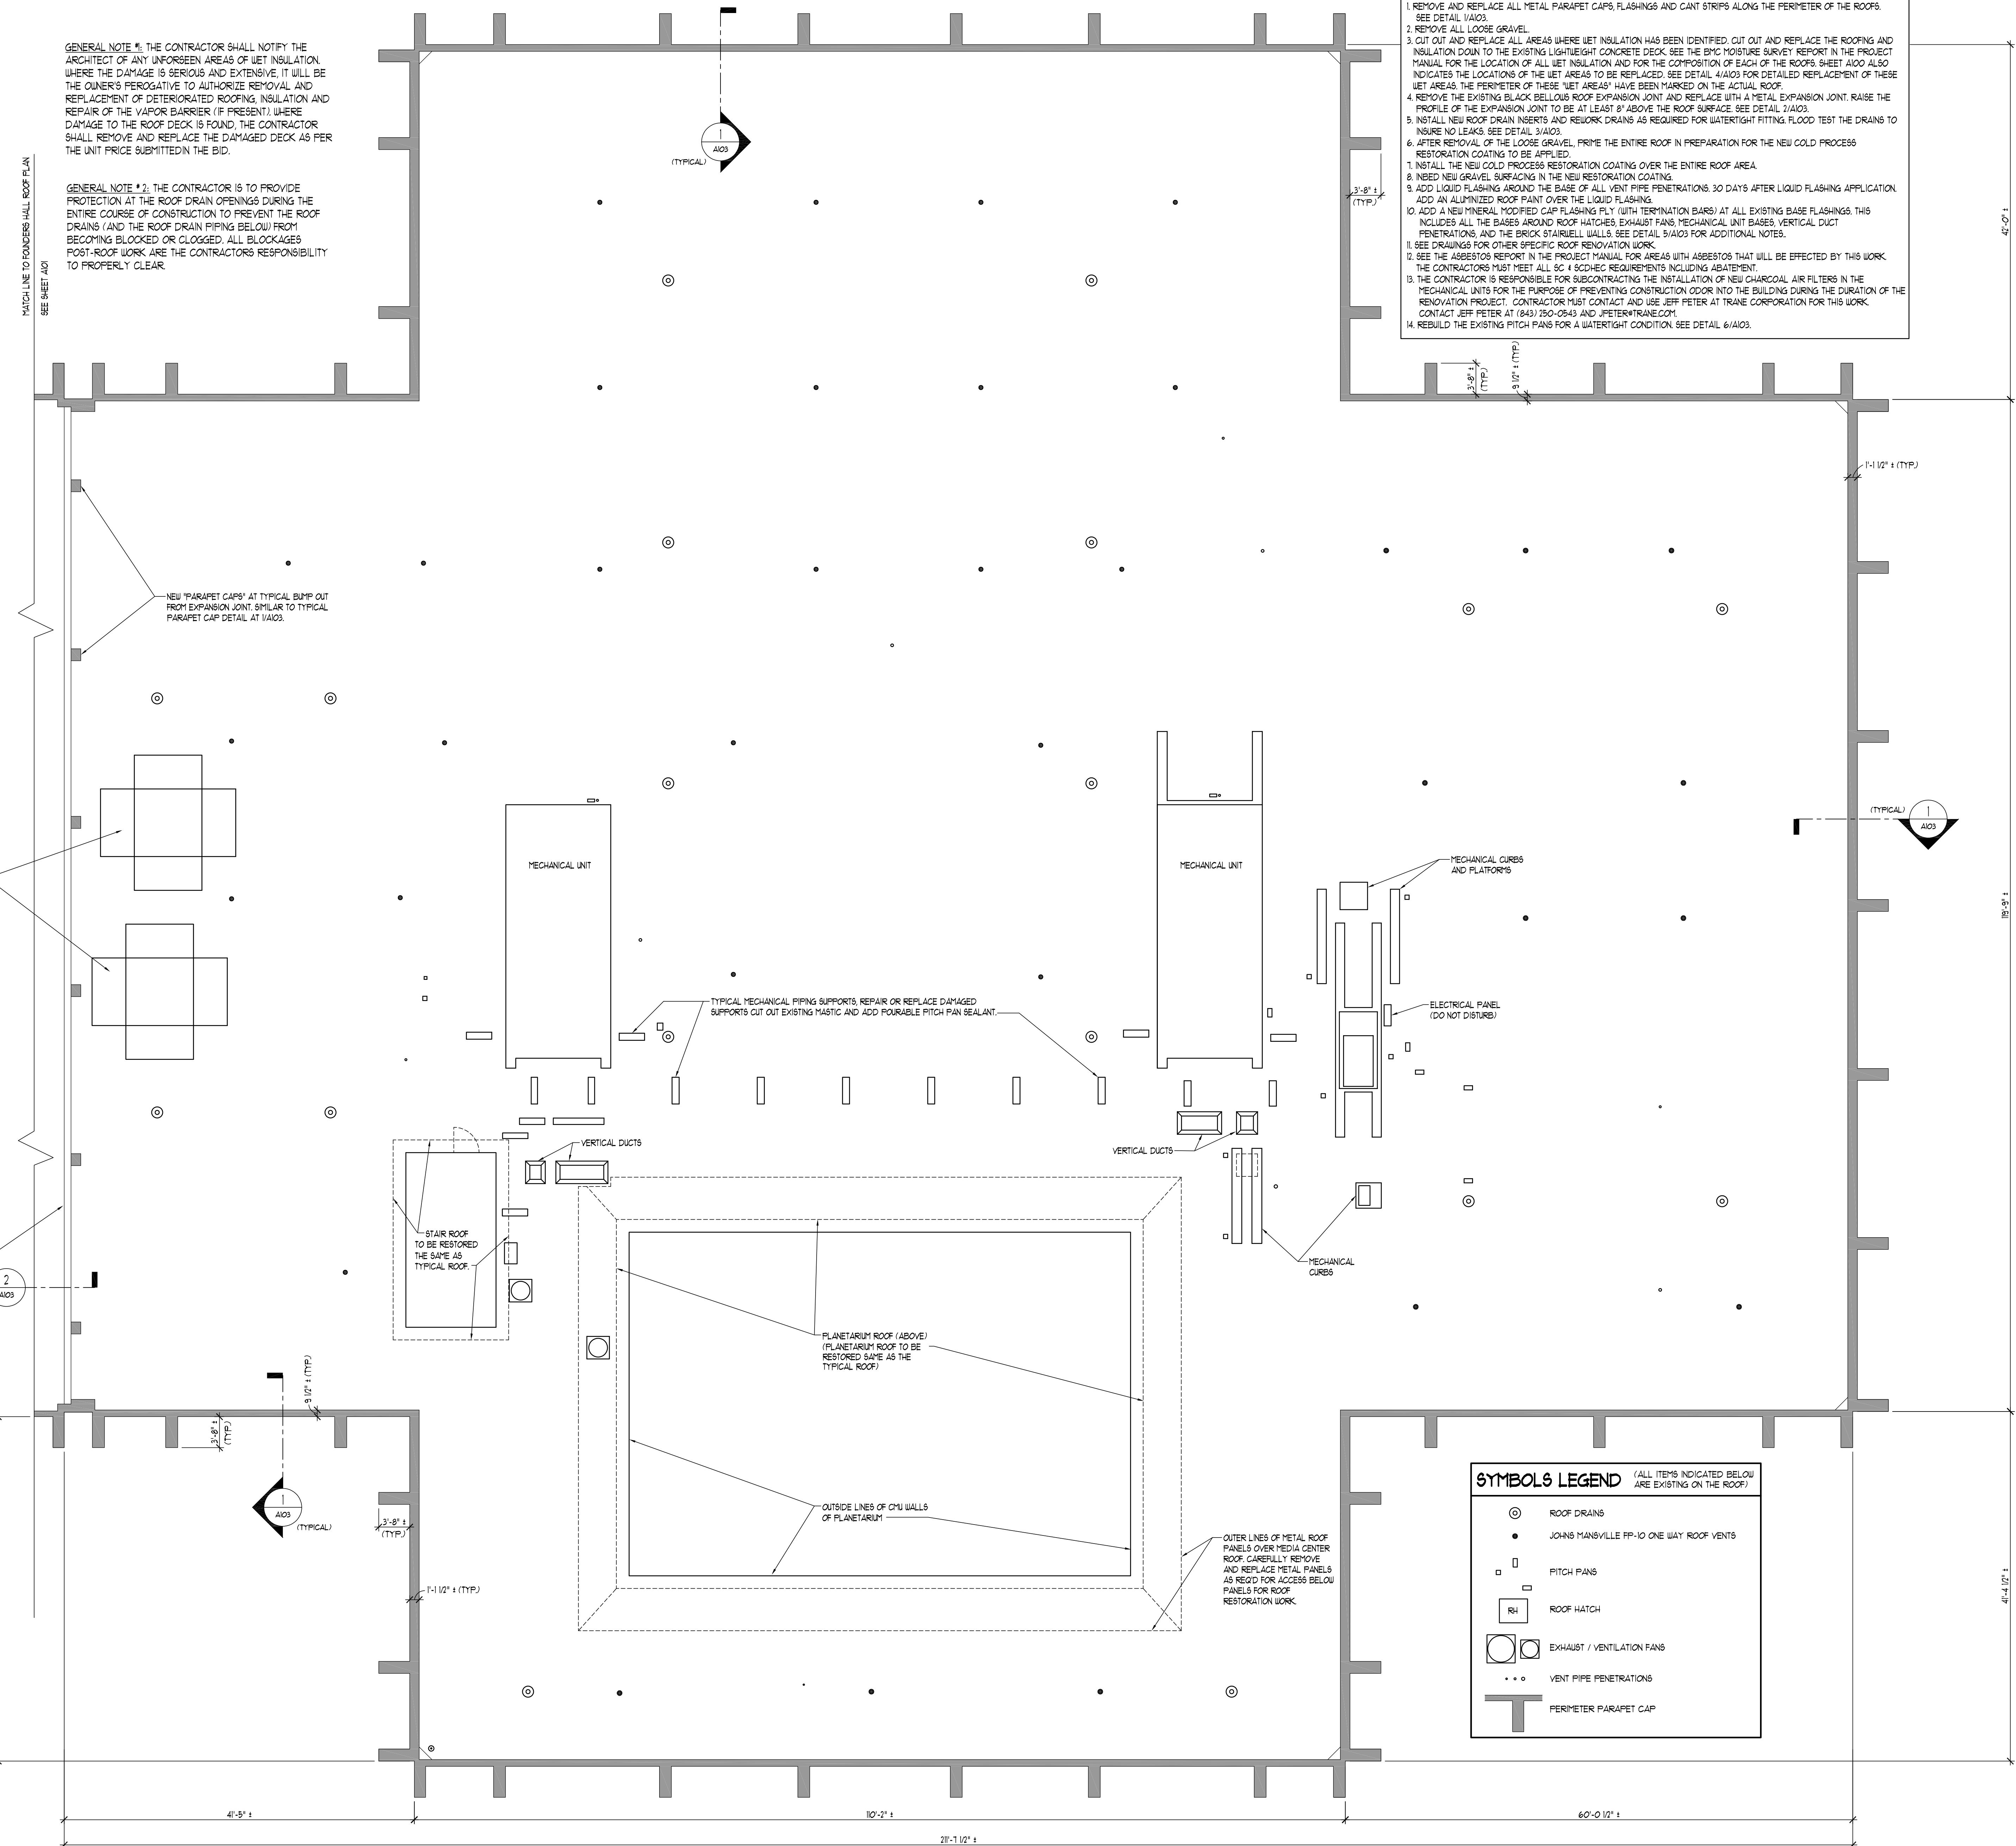 GENERAL NOTE #1: THE CONTRACTOR SHALL NOTIFY THE
ARCHITECT OF ANY UNFORSEEN AREAS OF WET INSULATION.
WHERE THE DAMAGE IS SERIOUS AND EXTENSIVE, IT WILL BE
THE OWNER'S PEROGATIVE TO AUTHORIZE REMOVAL AND
REPLACEMENT OF DETERIORATED ROOFING, INSULATION AND
REPAIR OF THE VAPOR BARRIER (IF PRESENT). WHERE
DAMAGE TO THE ROOF DECK IS FOUND, THE CONTRACTOR
SHALL REMOVE AND REPLACE THE DAMAGED DECK AS PER
THE UNIT PRICE SUBMITTEDIN THE BID.
GENERAL NOTE # 2: THE CONTRACTOR IS TO PROVIDE
PROTECTION AT THE ROOF DRAIN OPENINGS DURING THE
ENTIRE COURSE OF CONSTRUCTION TO PREVENT THE ROOF
DRAINS (AND THE ROOF DRAIN PIPING BELOW) FROM
BECOMING BLOCKED OR CLOGGED. ALL BLOCKAGES
POST-ROOF WORK ARE THE CONTRACTORS RESPONSIBILITY
TO PROPERLY CLEAR.
MATCH LINE TO FOUNDERS HALL ROOF PLAN
SEE SHEET A101
1
A103
(TYPICAL)
1. REMOVE AND REPLACE ALL METAL PARAPET CAPS, FLASHINGS AND CANT STRIPS ALONG THE PERIMETER OF THE ROOFS.
SEE DETAIL 1/A103.
2. REMOVE ALL LOOSE GRAVEL.
3. CUT OUT AND REPLACE ALL AREAS WHERE WET INSULATION HAS BEEN IDENTIFIED. CUT OUT AND REPLACE THE ROOFING AND
INSULATION DOWN TO THE EXISTING LIGHTWEIGHT CONCRETE DECK. SEE THE BMC MOISTURE SURVEY REPORT IN THE PROJECT
MANUAL FOR THE LOCATION OF ALL WET INSULATION AND FOR THE COMPOSITION OF EACH OF THE ROOFS. SHEET A100 ALSO
INDICATES THE LOCATIONS OF THE WET AREAS TO BE REPLACED. SEE DETAIL 4/A103 FOR DETAILED REPLACEMENT OF THESE
WET AREAS. THE PERIMETER OF THESE "WET AREAS" HAVE BEEN MARKED ON THE ACTUAL ROOF.
4. REMOVE THE EXISTING BLACK BELLOWS ROOF EXPANSION JOINT AND REPLACE WITH A METAL EXPANSION JOINT. RAISE THE
PROFILE OF THE EXPANSION JOINT TO BE AT LEAST 8" ABOVE THE ROOF SURFACE. SEE DETAIL 2/A103.
5. INSTALL NEW ROOF DRAIN INSERTS AND REWORK DRAINS AS REQUIRED FOR WATERTIGHT FITTING. FLOOD TEST THE DRAINS TO
INSURE NO LEAKS. SEE DETAIL 3/A103.
6. AFTER REMOVAL OF THE LOOSE GRAVEL, PRIME THE ENTIRE ROOF IN PREPARATION FOR THE NEW COLD PROCESS
RESTORATION COATING TO BE APPLIED.
7. INSTALL THE NEW COLD PROCESS RESTORATION COATING OVER THE ENTIRE ROOF AREA.
8. INBED NEW GRAVEL SURFACING IN THE NEW RESTORATION COATING.
9. ADD LIQUID FLASHING AROUND THE BASE OF ALL VENT PIPE PENETRATIONS. 30 DAYS AFTER LIQUID FLASHING APPLICATION.
ADD AN ALUMINIZED ROOF PAINT OVER THE LIQUID FLASHING.
10. ADD A NEW MINERAL MODIFIED CAP FLASHING PLY (WITH TERMINATION BARS) AT ALL EXISTING BASE FLASHINGS. THIS
INCLUDES ALL THE BASES AROUND ROOF HATCHES, EXHAUST FANS, MECHANICAL UNIT BASES, VERTICAL DUCT
PENETRATIONS, AND THE BRICK STAIRWELL WALLS. SEE DETAIL 5/A103 FOR ADDITIONAL NOTES..
11. SEE DRAWINGS FOR OTHER SPECIFIC ROOF RENOVATION WORK.
12. SEE THE ASBESTOS REPORT IN THE PROJECT MANUAL FOR AREAS WITH ASBESTOS THAT WILL BE EFFECTED BY THIS WORK.
THE CONTRACTORS MUST MEET ALL SC & SCDHEC REQUIREMENTS INCLUDING ABATEMENT.
13. THE CONTRACTOR IS RESPONSIBLE FOR SUBCONTRACTING THE INSTALLATION OF NEW CHARCOAL AIR FILTERS IN THE
MECHANICAL UNITS FOR THE PURPOSE OF PREVENTING CONSTRUCTION ODOR INTO THE BUILDING DURING THE DURATION OF THE
RENOVATION PROJECT. CONTRACTOR MUST CONTACT AND USE JEFF PETER AT TRANE CORPORATION FOR THIS WORK.
CONTACT JEFF PETER AT (843) 250-0543 AND JPETER@TRANE.COM.
14. REBUILD THE EXISTING PITCH PANS FOR A WATERTIGHT CONDITION. SEE DETAIL 6/A103.
3'-8" ±
(TYP.)
3'-8" ±
(TYP.)
9 1/2" ± (TYP.)
42'-0" ±
1'-1 1/2" ± (TYP.)
NEW "PARAPET CAPS" AT TYPICAL BUMP OUT
FROM EXPANSION JOINT. SIMILAR TO TYPICAL
PARAPET CAP DETAIL AT 1/A103.
(TYPICAL)
1
A103
MECHANICAL UNIT
MECHANICAL UNIT
MECHANICAL CURBS
AND PLATFORMS
119'-9" ±
TYPICAL MECHANICAL PIPING SUPPORTS, REPAIR OR REPLACE DAMAGED
SUPPORTS CUT OUT EXISTING MASTIC AND ADD POURABLE PITCH PAN SEALANT.
ELECTRICAL PANEL
(DO NOT DISTURB)
VERTICAL DUCTS
VERTICAL DUCTS
STAIR ROOF
TO BE RESTORED
THE SAME AS
TYPICAL ROOF.
MECHANICAL
CURBS
2
A103
PLANETARIUM ROOF (ABOVE)
(PLANETARIUM ROOF TO BE
RESTORED SAME AS THE
TYPICAL ROOF)
9 1/2" ± (TYP.)
3'-8" ±
(TYP.)
1
A103
(TYPICAL)
3'-8" ±
(TYP.)
OUTSIDE LINES OF CMU WALLS
OF PLANETARIUM
OUTER LINES OF METAL ROOF
PANELS OVER MEDIA CENTER
ROOF. CAREFULLY REMOVE
AND REPLACE METAL PANELS
AS REQ'D FOR ACCESS BELOW
PANELS FOR ROOF
RESTORATION WORK.
1'-1 1/2" ± (TYP.)
SYMBOLS LEGEND (ALL ITEMS INDICATED BELOW
ARE EXISTING ON THE ROOF)
ROOF DRAINS
JOHNS MANSVILLE FP-10 ONE WAY ROOF VENTS
PITCH PANS
RH ROOF HATCH
EXHAUST / VENTILATION FANS
VENT PIPE PENETRATIONS
PERIMETER PARAPET CAP
41'-4 1/2" ±
41'-5" ±
110'-2" ±
60'-0 1/2" ±
211'-7 1/2" ±